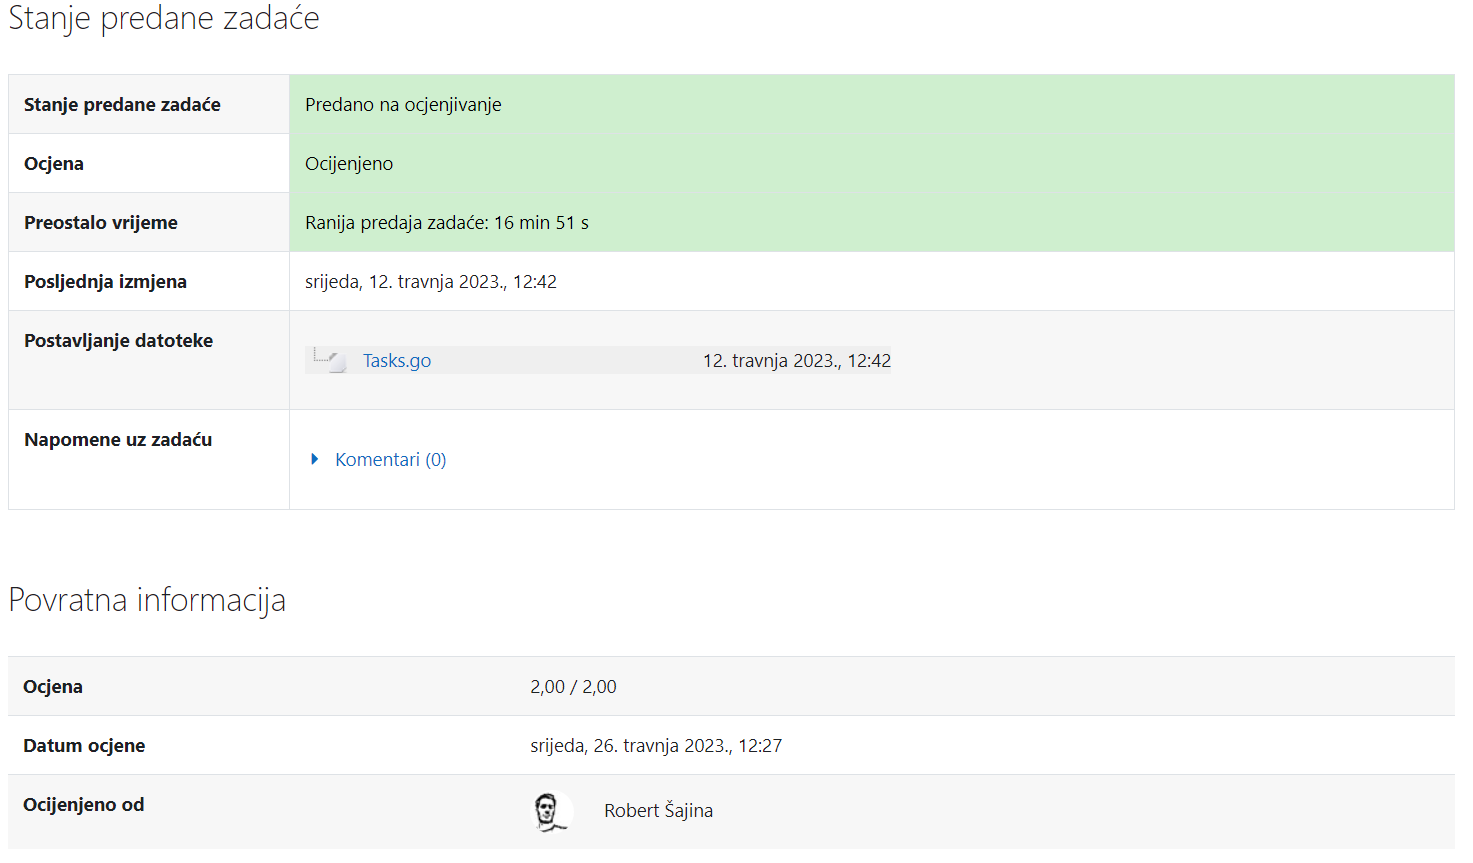 Stanje predane zadaće
Stanje predane zadaće Predano na ocjenjivanje
Ocjena Ocijenjeno
Preostalo vrijeme Ranija predaja zadaće: 16 min 51 s
Posljednja izmjena srijeda, 12. travnja 2023., 12:42
Postavljanje datoteke Tasks.go 12. travnja 2023., 12:42
Napomene uz zadaću Komentari (0)
Povratna informacija
Ocjena 2,00 / 2,00
Datum ocjene srijeda, 26. travnja 2023., 12:27
Ocijenjeno od Robert Šajina